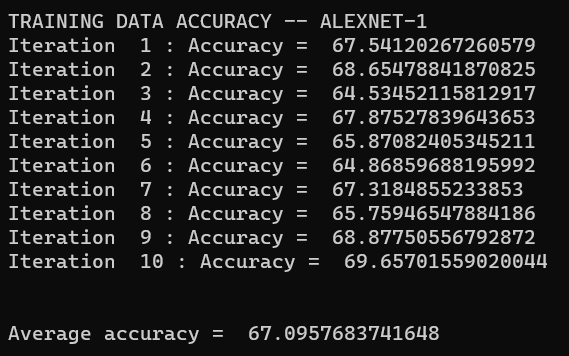 TRAINING DATA ACCURACY -- ALEXNET-1
Iteration  1 : Accuracy =  67.54120267260579
Iteration  2 : Accuracy =  68.65478841870825
Iteration  3 : Accuracy =  64.53452115812917
Iteration  4 : Accuracy =  67.87527839643653
Iteration  5 : Accuracy =  65.87082405345211
Iteration  6 : Accuracy =  64.86859688195992
Iteration  7 : Accuracy =  67.3184855233853
Iteration  8 : Accuracy =  65.75946547884186
Iteration  9 : Accuracy =  68.87750556792872
Iteration  10 : Accuracy =  69.65701559020044
Average accuracy =  67.0957683741648